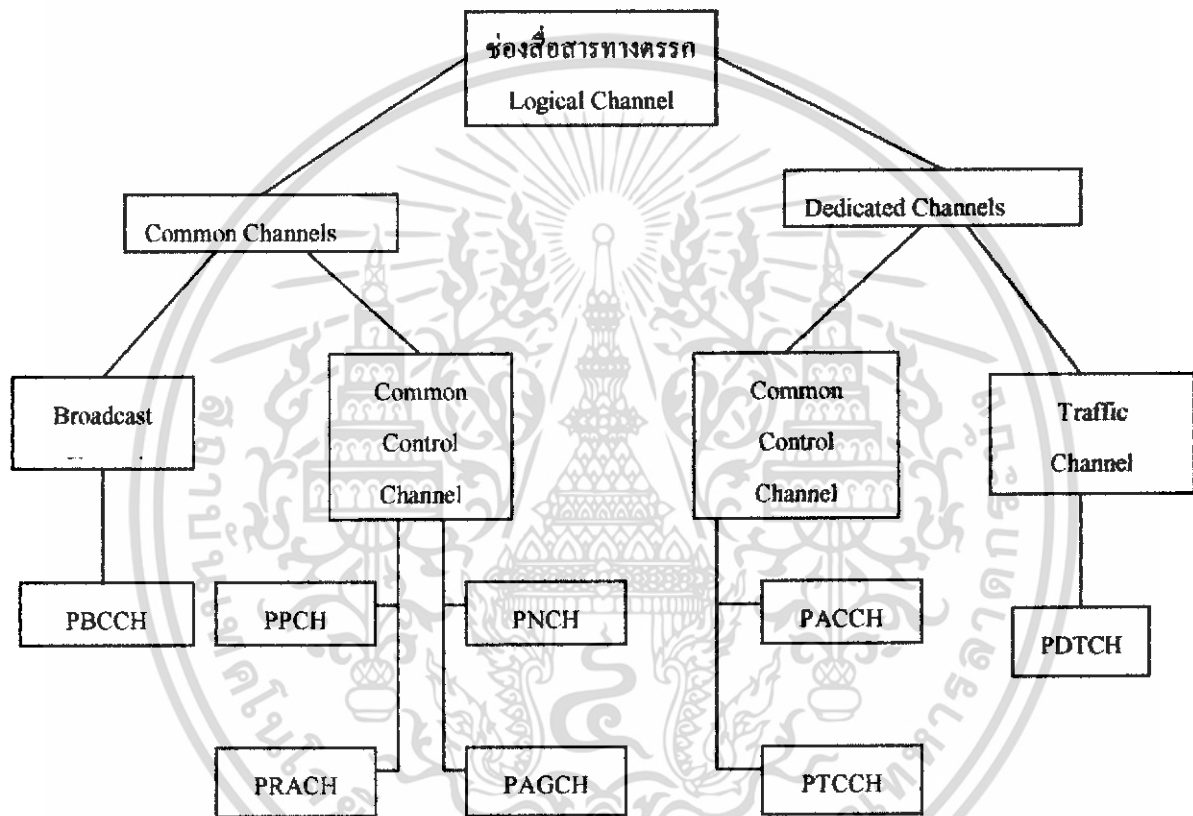 ช่องสื่อสารทางตรรก
Logical Channel
Common Channels
Dedicated Channels
Broadcast
Common
Control
Channel
Common
Control
Channel
Traffic
Channel
PBCCH
PPCH
PNCH
PACCH
PDTCH
PRACH
PAGCH
PTCCH